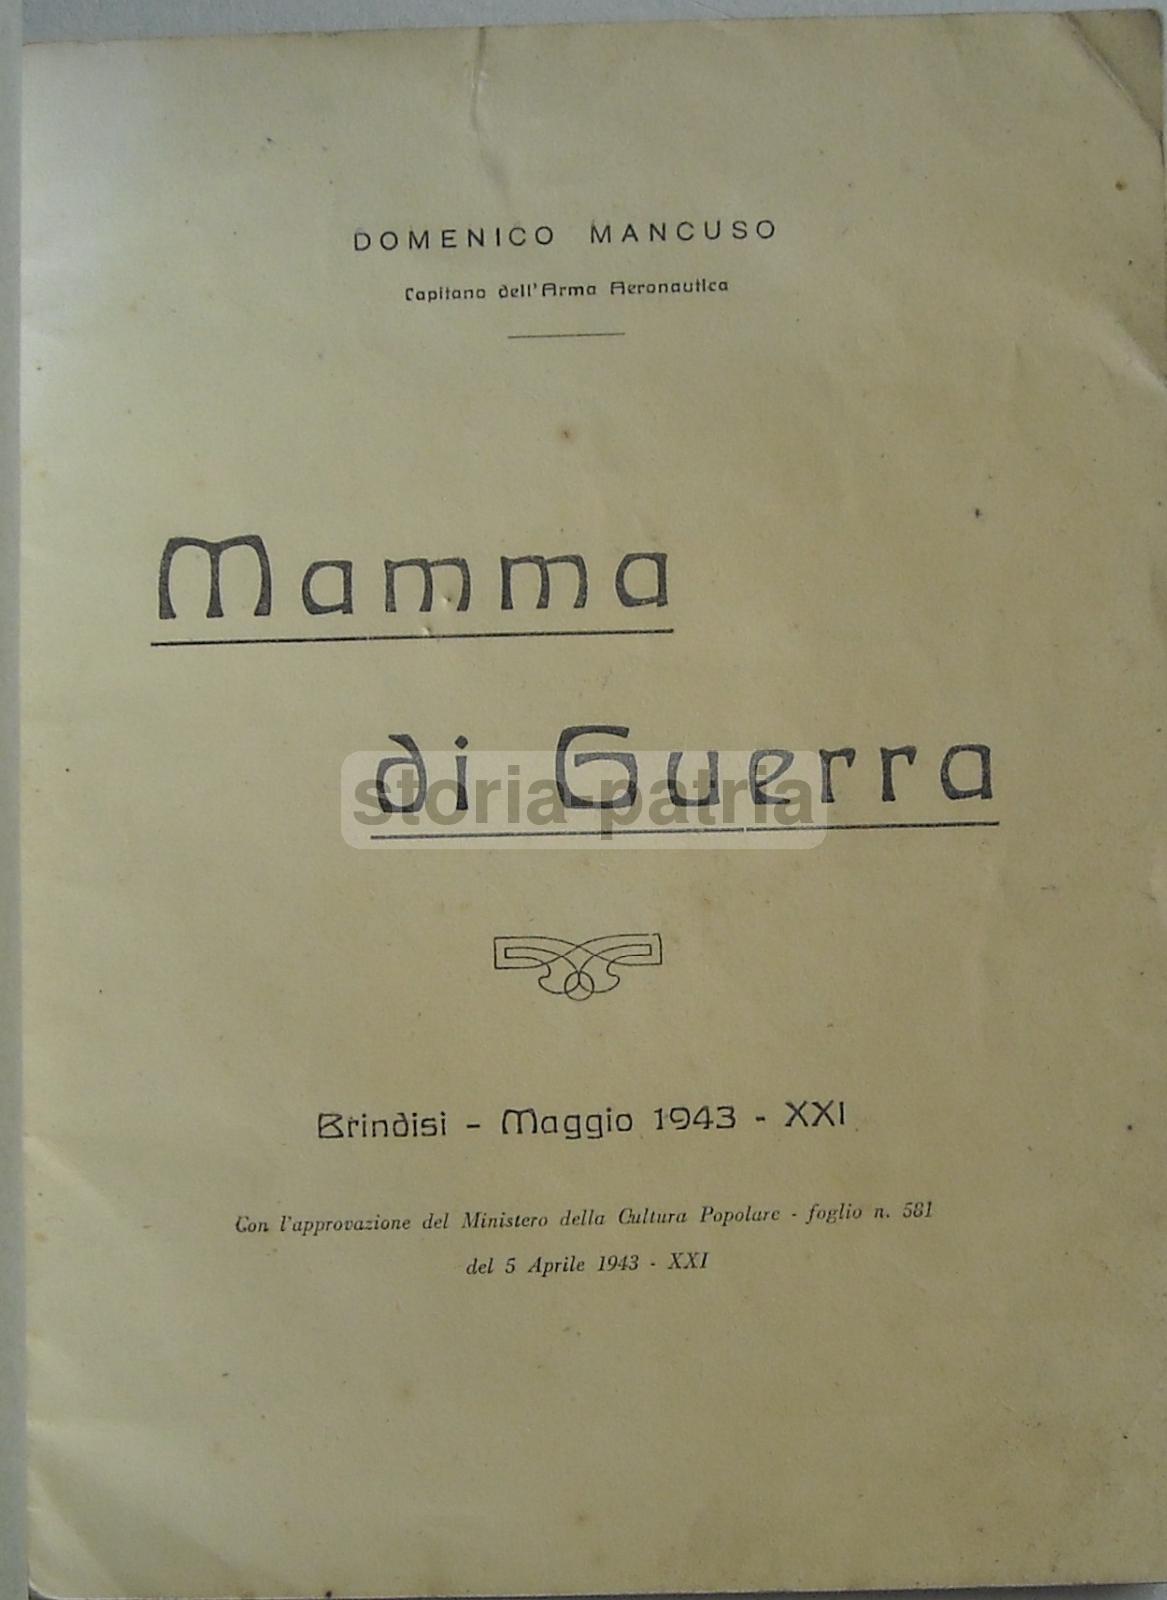 DOMENICO MANCUSO
Capitano dell'Arma Aeronautica
Mamma
di Guerra
storia-patria
Brindisi - Maggio 1943 - XXI
Con l'approvazione del Ministero della Cultura Popolare - foglio n. 581
del 5 Aprile 1943 - XXI